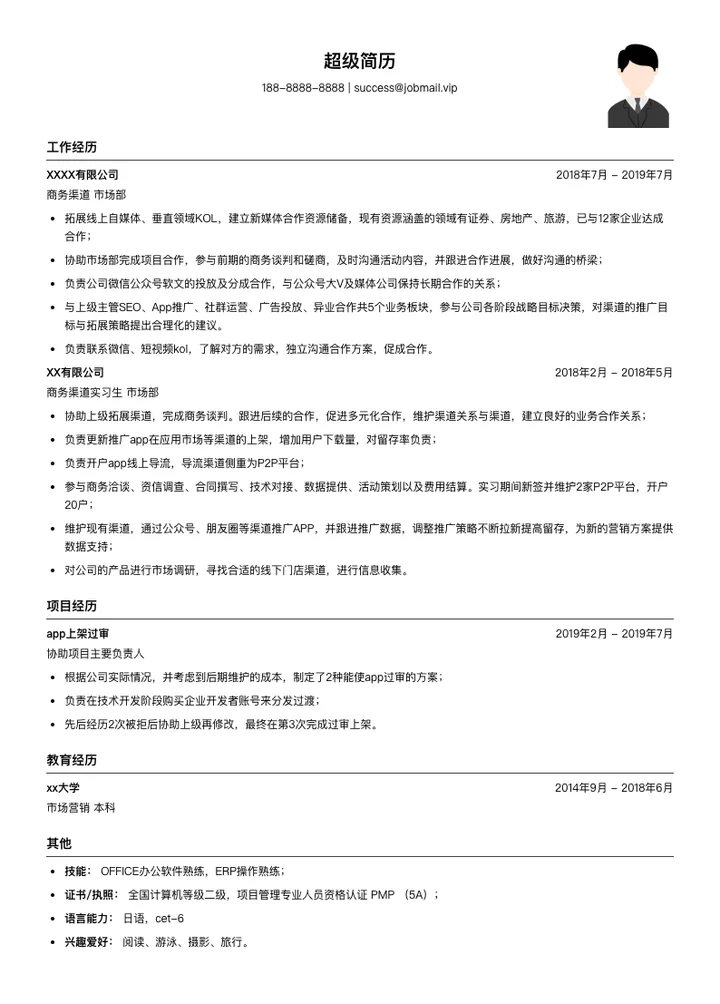 超级简历
188-8888-8888 | success@jobmail.vip
工作经历
XXXX有限公司 2018年7月 – 2019年7月
商务渠道 市场部
• 拓展线上自媒体、垂直领域KOL，建立新媒体合作资源储备，现有资源涵盖的领域有证券、房地产、旅游，已与12家企业达成
合作；
• 协助市场部完成项目合作，参与前期的商务谈判和磋商，及时沟通活动内容，并跟进合作进展，做好沟通的桥梁；
• 负责公司微信公众号软文的投放及分成合作，与公众号大V及媒体公司保持长期合作的关系；
• 与上级主管SEO、App推广、社群运营、广告投放、异业合作共5个业务板块，参与公司各阶段战略目标决策，对渠道的推广目
标与拓展策略提出合理化的建议。
• 负责联系微信、短视频kol，了解对方的需求，独立沟通合作方案，促成合作。
XX有限公司 2018年2月 – 2018年5月
商务渠道实习生 市场部
• 协助上级拓展渠道，完成商务谈判。跟进后续的合作，促进多元化合作，维护渠道关系与渠道，建立良好的业务合作关系；
• 负责更新推广app在应用市场等渠道的上架，增加用户下载量，对留存率负责；
• 负责开户app线上导流，导流渠道侧重为P2P平台；
• 参与商务洽谈、资信调查、合同撰写、技术对接、数据提供、活动策划以及费用结算。实习期间新签并维护2家P2P平台，开户
20户；
• 维护现有渠道，通过公众号、朋友圈等渠道推广APP，并跟进推广数据，调整推广策略不断拉新提高留存，为新的营销方案提供
数据支持；
• 对公司的产品进行市场调研，寻找合适的线下门店渠道，进行信息收集。
项目经历
app上架过审 2019年2月 – 2019年7月
协助项目主要负责人
• 根据公司实际情况，并考虑到后期维护的成本，制定了2种能使app过审的方案；
• 负责在技术开发阶段购买企业开发者账号来分发过渡；
• 先后经历2次被拒后协助上级再修改，最终在第3次完成过审上架。
教育经历
xx大学 2014年9月 – 2018年6月
市场营销 本科
其他
• 技能： OFFICE办公软件熟练，ERP操作熟练；
• 证书/执照： 全国计算机等级二级，项目管理专业人员资格认证 PMP （5A）；
• 语言能力： 日语，cet-6
• 兴趣爱好： 阅读、游泳、摄影、旅行。